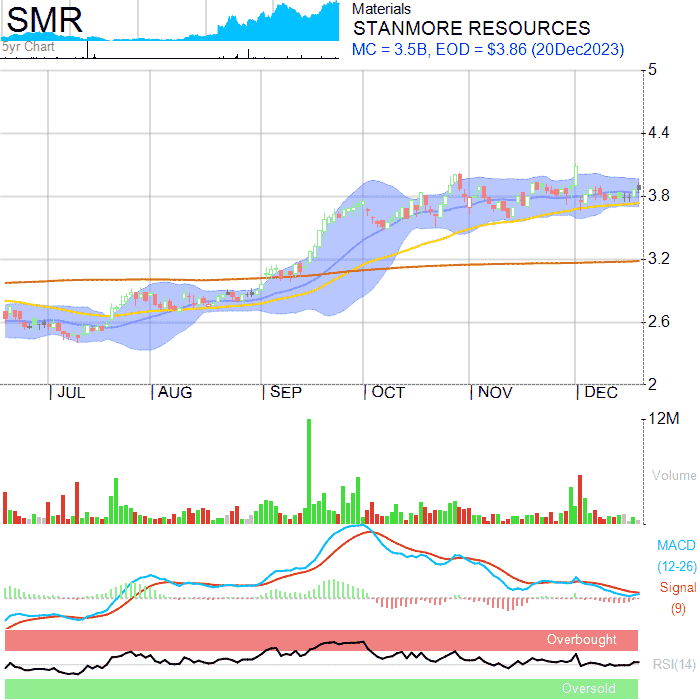 SMR
5yr Chart
Materials
STANMORE RESOURCES
MC = 3.5B, EOD = $3.86 (20Dec2023)
5
4.4
3.8
3.2
2.6
2
JUL AUG SEP OCT NOV DEC
12M
Volume
MACD
(12-26)
Signal
(9)
Overbought
RSI(14)
Oversold